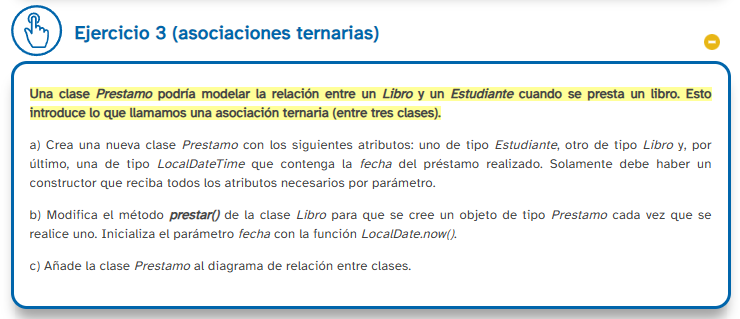 Ejercicio 3 (asociaciones ternarias)
Una clase Prestamo podría modelar la relación entre un Libro y un Estudiante cuando se presta un libro. Esto
introduce lo que llamamos una asociación ternaria (entre tres clases).
a) Crea una nueva clase Prestamo con los siguientes atributos: uno de tipo Estudiante, otro de tipo Libro y, por
último, una de tipo LocalDateTime que contenga la fecha del préstamo realizado. Solamente debe haber un
constructor que reciba todos los atributos necesarios por parámetro.
b) Modifica el método prestar() de la clase Libro para que se cree un objeto de tipo Prestamo cada vez que se
realice uno. Inicializa el parámetro fecha con la función LocalDate.now().
c) Añade la clase Prestamo al diagrama de relación entre clases.